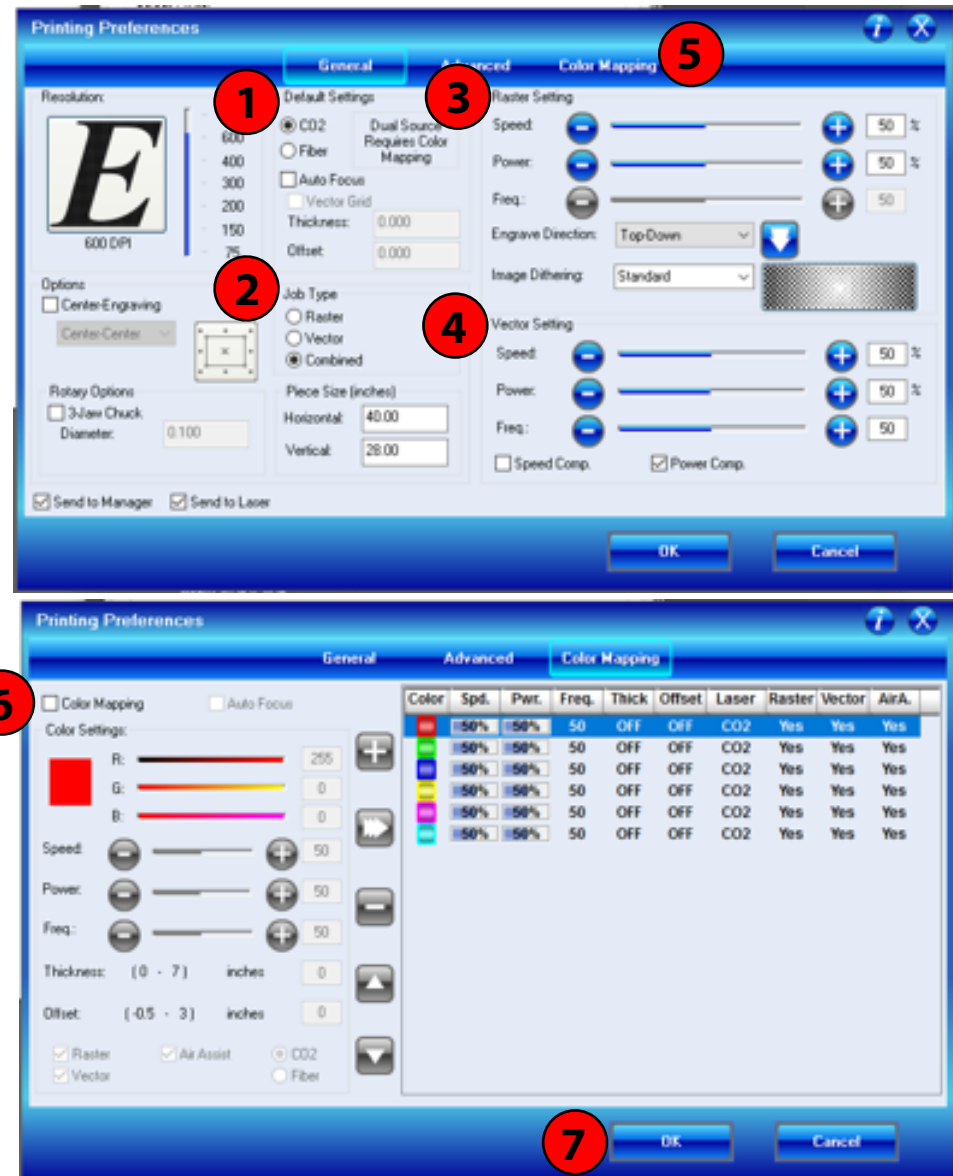 Printing Preferences
General Advanced Color Mapping 5
Resolution:
600
400
300
200
150
75
E
600 DPI
1 Default Settings
CO2
Fiber
Dual Source
Requires Color
Mapping
Auto Focus
Vector Grid
Thickness: 0.000
Offset: 0.000
3 Raster Setting
Speed: 50 %
Power: 50 %
Freq.: 50
Engrave Direction: Top-Down
Image Dithering: Standard
Options
Center-Engraving
Center-Center
Rotary Options
3-Jaw Chuck
Diameter: 0.100
2 Job Type
Raster
Vector
Combined
Piece Size (inches)
Horizontal: 40.00
Vertical: 28.00
4 Vector Setting
Speed: 50 %
Power: 50 %
Freq.: 50
Speed Comp. Power Comp.
Send to Manager Send to Laser
OK Cancel
Printing Preferences
General Advanced Color Mapping
6 Color Mapping Auto Focus
Color Settings:
R: 255
G: 0
B: 0
Speed: 50
Power: 50
Freq.: 50
Thickness: (0 - 7) inches 0
Offset: (-0.5 - 3) inches 0
Raster Air Assist CO2
Vector Fiber
Color Spd. Pwr. Freq. Thick Offset Laser Raster Vector AirA.
50% 50% 50 OFF OFF CO2 Yes Yes Yes
50% 50% 50 OFF OFF CO2 Yes Yes Yes
50% 50% 50 OFF OFF CO2 Yes Yes Yes
50% 50% 50 OFF OFF CO2 Yes Yes Yes
50% 50% 50 OFF OFF CO2 Yes Yes Yes
50% 50% 50 OFF OFF CO2 Yes Yes Yes
7 OK Cancel